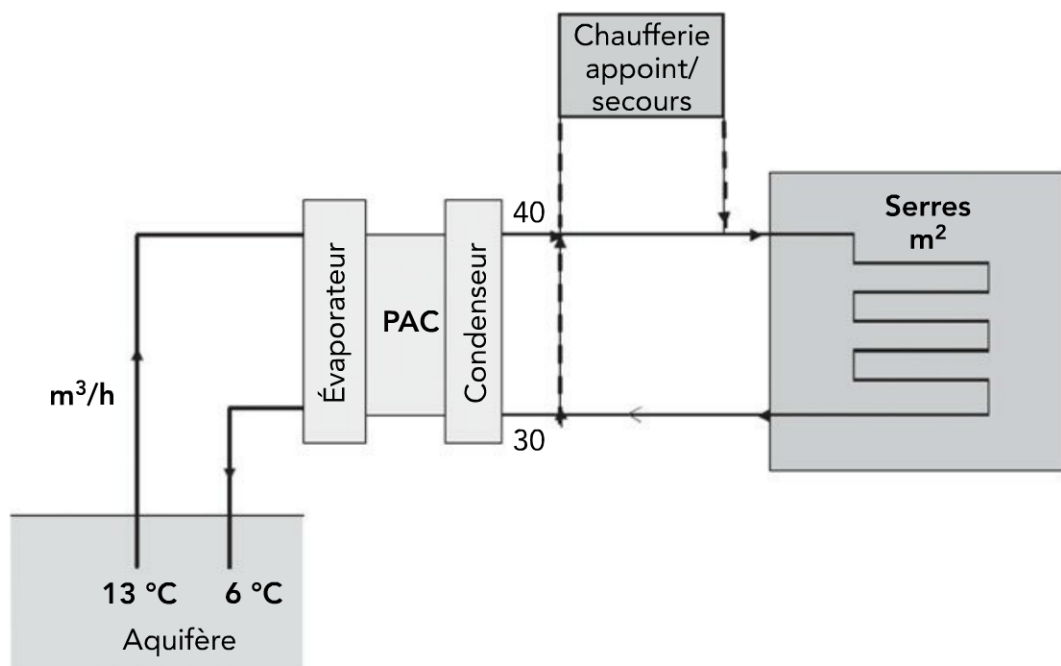 Chaufferie
appoint/
secours
40
Serres
m²
Évaporateur
PAC
Condenseur
m³/h
30
13 °C
6 °C
Aquifère